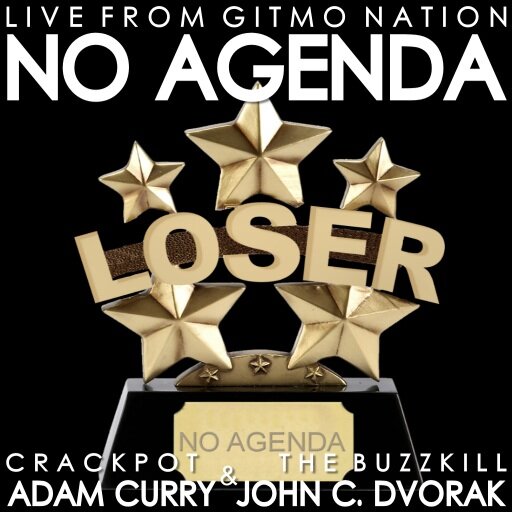 LIVE FROM GITMO NATION
NO AGENDA
LOSER
NO AGENDA
CRACKPOT & THE BUZZKILL
ADAM CURRY JOHN C. DVORAK